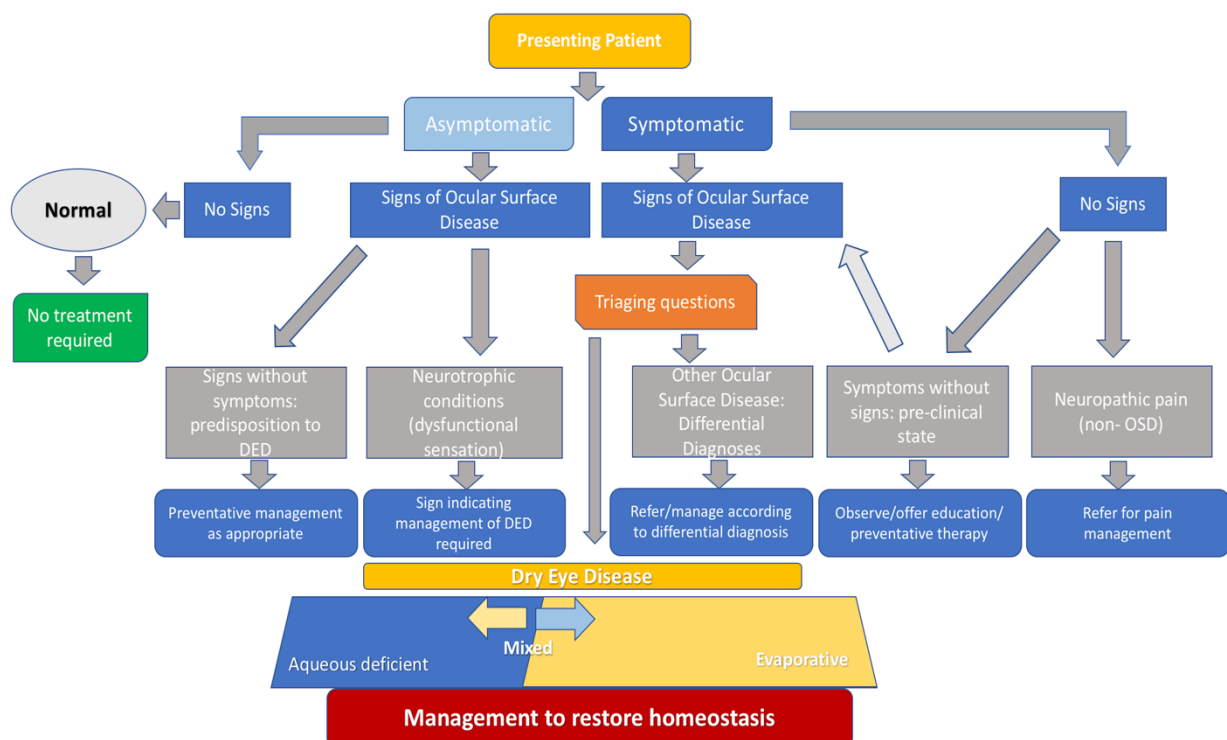 Presenting Patient
Asymptomatic
Symptomatic
Normal
No Signs
Signs of Ocular Surface
Disease
Signs of Ocular Surface
Disease
No Signs
No treatment
required
Triaging questions
Signs without
symptoms:
predisposition to
DED
Neurotrophic
conditions
(dysfunctional
sensation)
Other Ocular
Surface Disease:
Differential
Diagnoses
Symptoms without
signs: pre-clinical
state
Neuropathic pain
(non- OSD)
Preventative management
as appropriate
Sign indicating
management of DED
required
Refer/manage according
to differential diagnosis
Observe/offer education/
preventative therapy
Refer for pain
management
Dry Eye Disease
Aqueous deficient
Mixed
Evaporative
Management to restore homeostasis